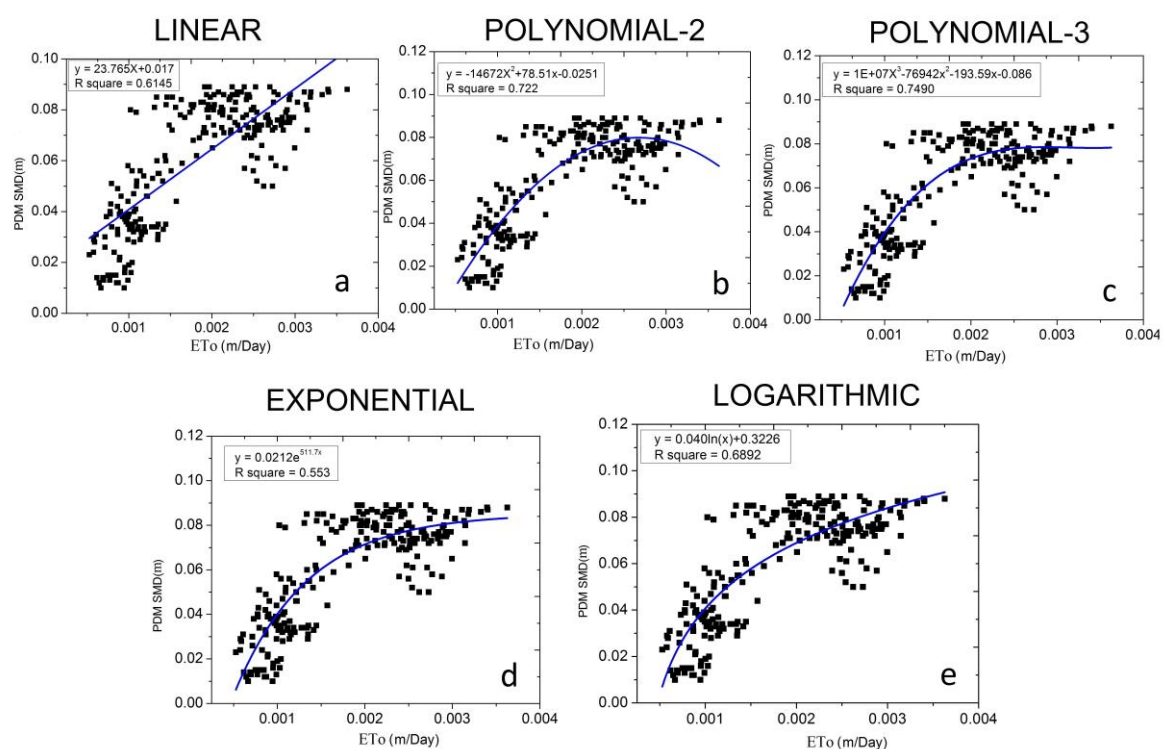 LINEAR
y = 23.765X+0.017
R square = 0.6145
0.10
0.08
0.06
0.04
0.02
0.00
PDM SMD(m)
0.001 0.002 0.003 0.004
ETo (m/Day)
a
POLYNOMIAL-2
y = -14672X²+78.51x-0.0251
R square = 0.722
0.12
0.10
0.08
0.06
0.04
0.02
0.00
PDM SMD(m)
0.001 0.002 0.003 0.004
ETo (m/Day)
b
POLYNOMIAL-3
y = 1E+07X³-76942x²-193.59x-0.086
R square = 0.7490
0.12
0.10
0.08
0.06
0.04
0.02
0.00
PDM SMD(m)
0.001 0.002 0.003 0.004
ETo (m/Day)
c
EXPONENTIAL
y = 0.0212e^511.7x
R square = 0.553
0.12
0.10
0.08
0.06
0.04
0.02
0.00
PDM SMD(m)
0.001 0.002 0.003 0.004
ETo (m/Day)
d
LOGARITHMIC
y = 0.040ln(x)+0.3226
R square = 0.6892
0.12
0.10
0.08
0.06
0.04
0.02
0.00
PDM SMD(m)
0.001 0.002 0.003 0.004
ETo (m/Day)
e